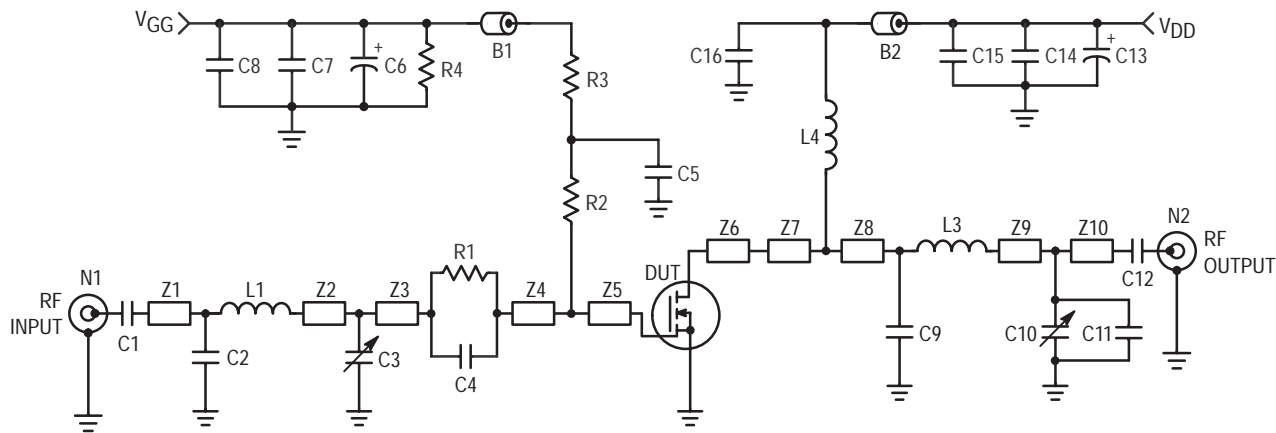 VGG
B1
C8
C7
+
C6
R4
R3
C5
R2
VDD
B2
C16
C15
C14
+
C13
L4
N1
RF
INPUT
C1
Z1
L1
Z2
Z3
R1
Z4
Z5
C2
C3
C4
DUT
Z6
Z7
Z8
L3
Z9
Z10
N2
RF
OUTPUT
C12
C9
C10
C11